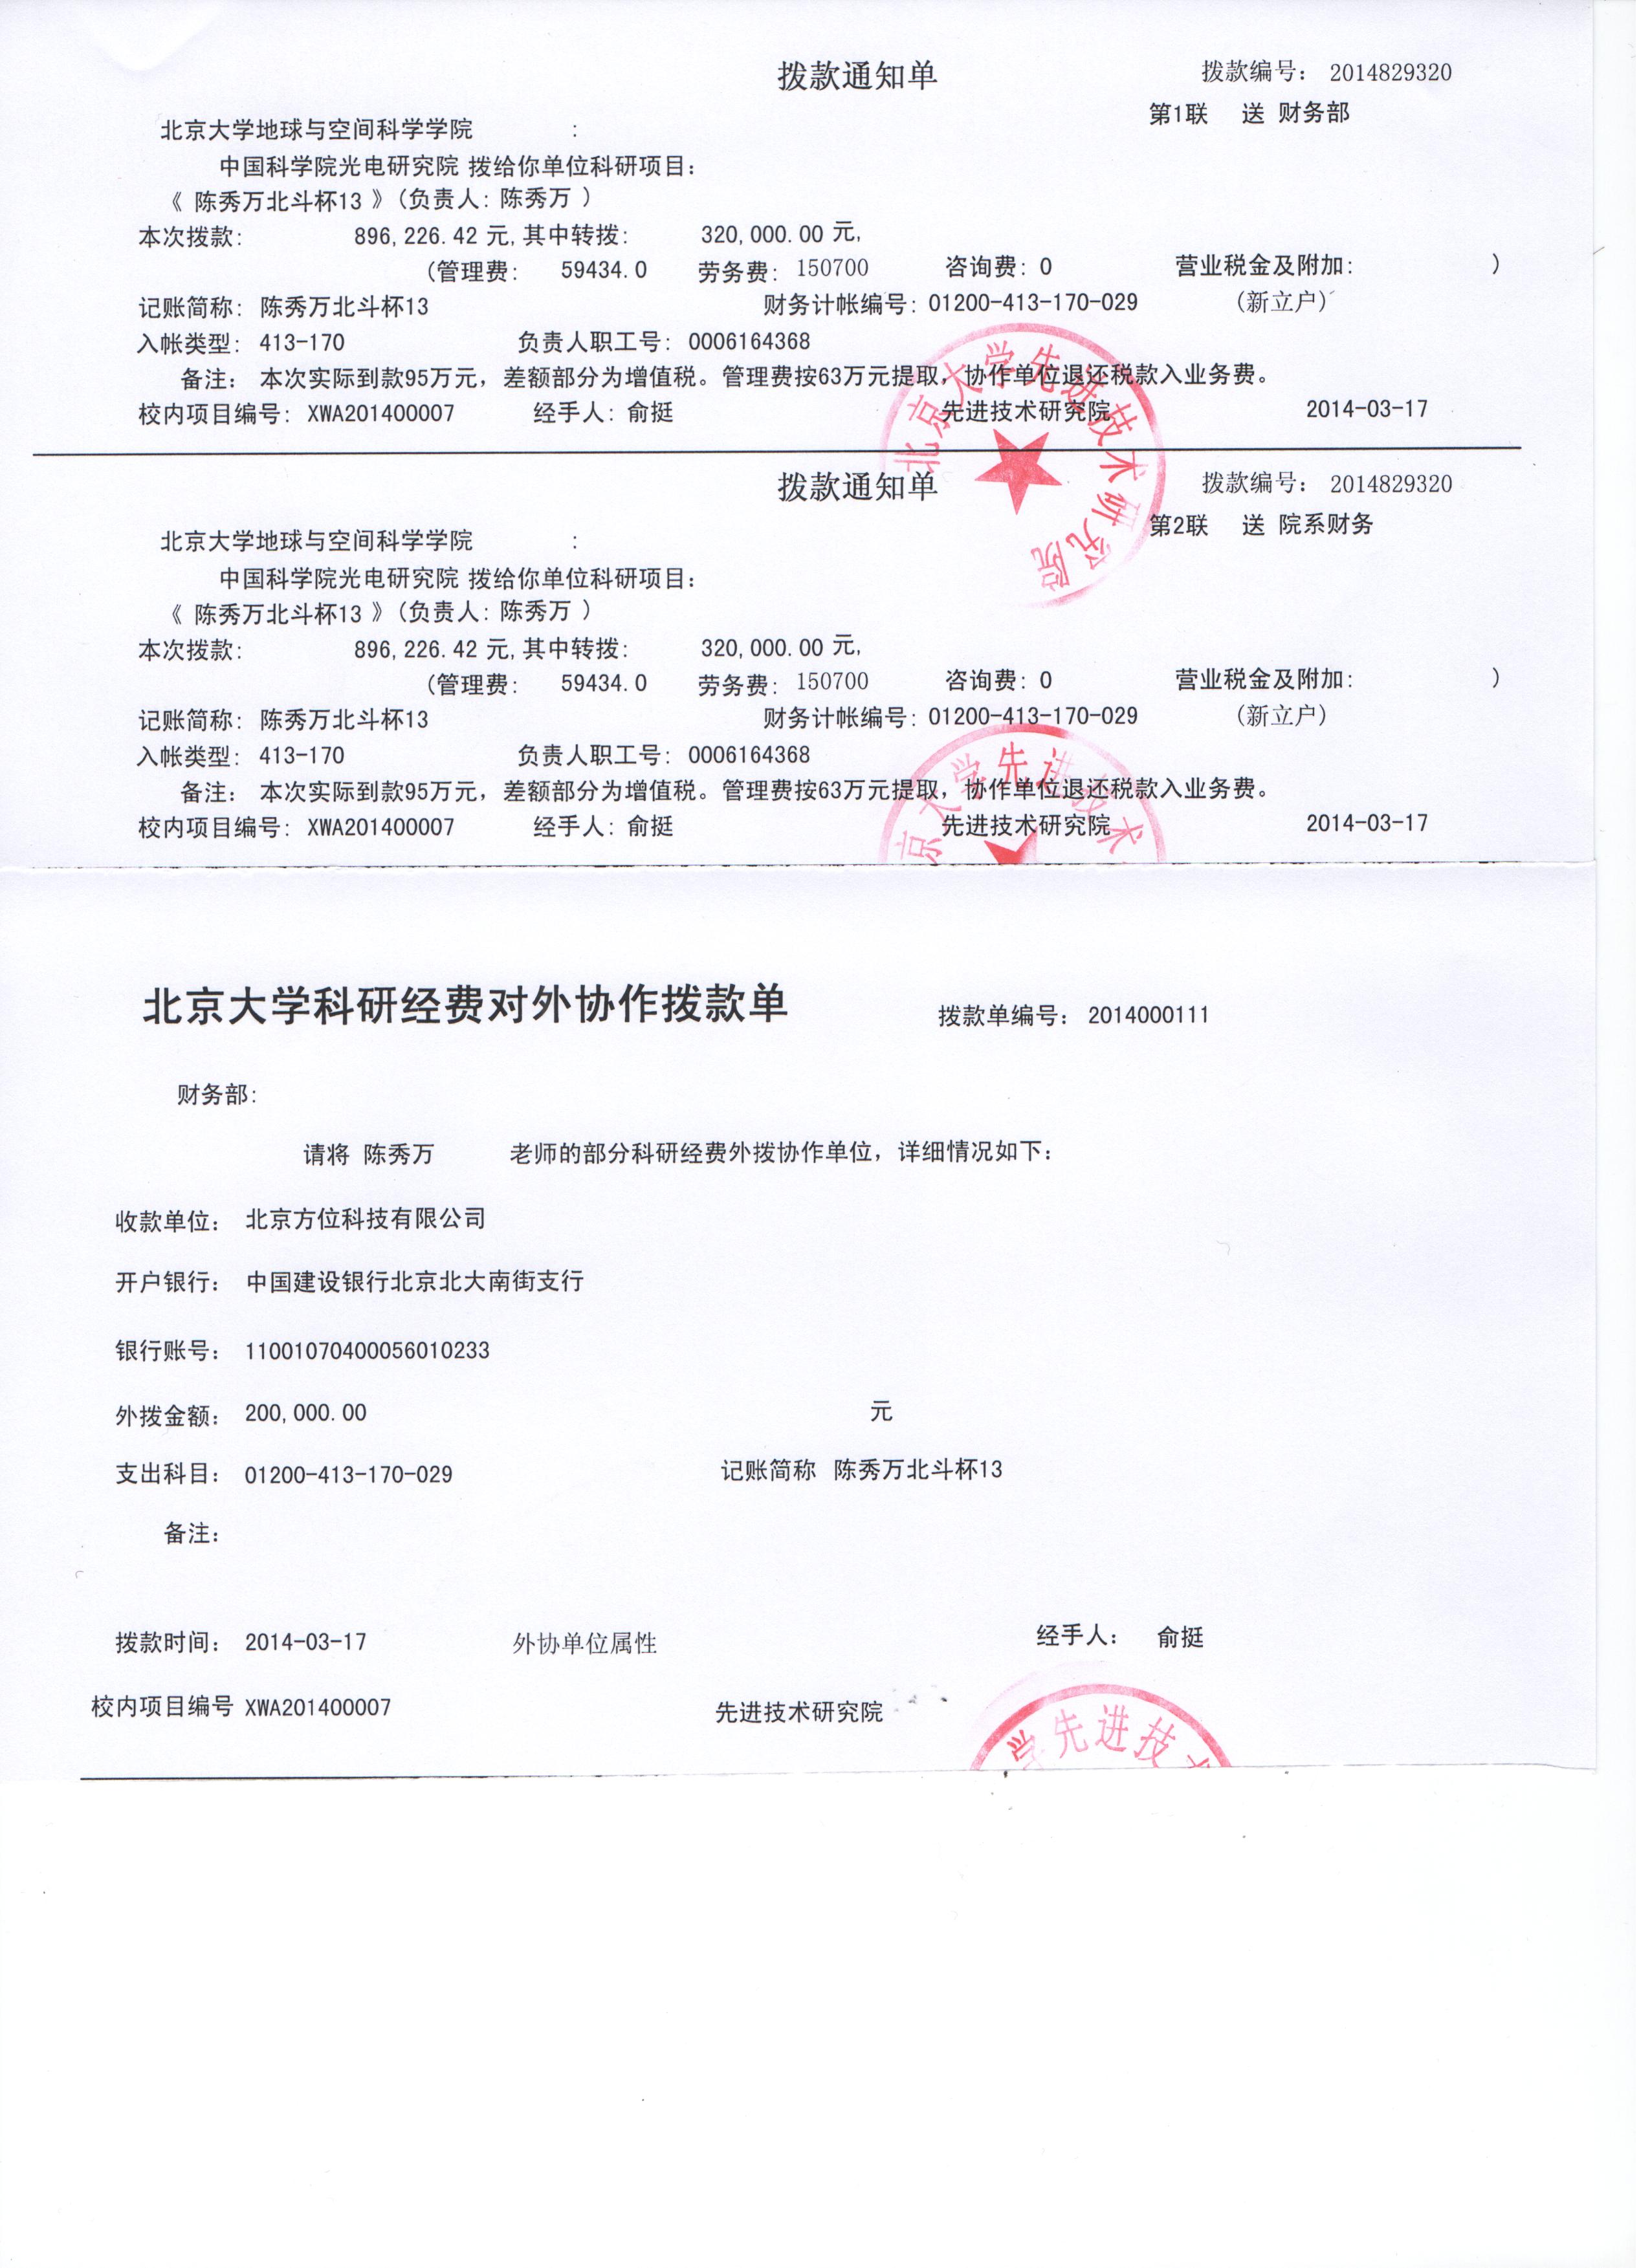 拨款通知单 拨款编号: 2014829320
第1联 送 财务部
北京大学地球与空间科学学院 :
中国科学院光电研究院 拨给你单位科研项目:
《 陈秀万北斗杯13 》(负责人: 陈秀万 )
本次拨款: 896,226.42 元,其中转拨: 320,000.00 元,
(管理费: 59434.0 劳务费: 150700 咨询费: 0 营业税金及附加: )
记账简称: 陈秀万北斗杯13 财务计帐编号: 01200-413-170-029 (新立户)
入帐类型: 413-170 负责人职工号: 0006164368
备注: 本次实际到款95万元，差额部分为增值税。管理费按63万元提取，协作单位退还税款入业务费。
校内项目编号: XWA201400007 经手人: 俞挺 先进技术研究院 2014-03-17
北京大学先进技术研究院
拨款通知单 拨款编号: 2014829320
第2联 送 院系财务
北京大学地球与空间科学学院 :
中国科学院光电研究院 拨给你单位科研项目:
《 陈秀万北斗杯13 》(负责人: 陈秀万 )
本次拨款: 896,226.42 元,其中转拨: 320,000.00 元,
(管理费: 59434.0 劳务费: 150700 咨询费: 0 营业税金及附加: )
记账简称: 陈秀万北斗杯13 财务计帐编号: 01200-413-170-029 (新立户)
入帐类型: 413-170 负责人职工号: 0006164368
备注: 本次实际到款95万元，差额部分为增值税。管理费按63万元提取，协作单位退还税款入业务费。
校内项目编号: XWA201400007 经手人: 俞挺 先进技术研究院 2014-03-17
京大学先进技术
北京大学科研经费对外协作拨款单 拨款单编号: 2014000111
财务部:
请将 陈秀万 老师的部分科研经费外拨协作单位，详细情况如下:
收款单位: 北京方位科技有限公司
开户银行: 中国建设银行北京北大南街支行
银行账号: 11001070400056010233
外拨金额: 200,000.00 元
支出科目: 01200-413-170-029 记账简称 陈秀万北斗杯13
备注:
拨款时间: 2014-03-17 外协单位属性 经手人: 俞挺
校内项目编号 XWA201400007 先进技术研究院
学先进技术